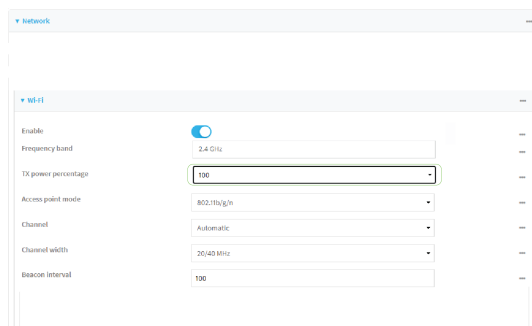 Network
Wi-Fi
Enable
Frequency band 2.4 GHz
TX power percentage 100
Access point mode 802.11b/g/n
Channel Automatic
Channel width 20/40 MHz
Beacon interval 100